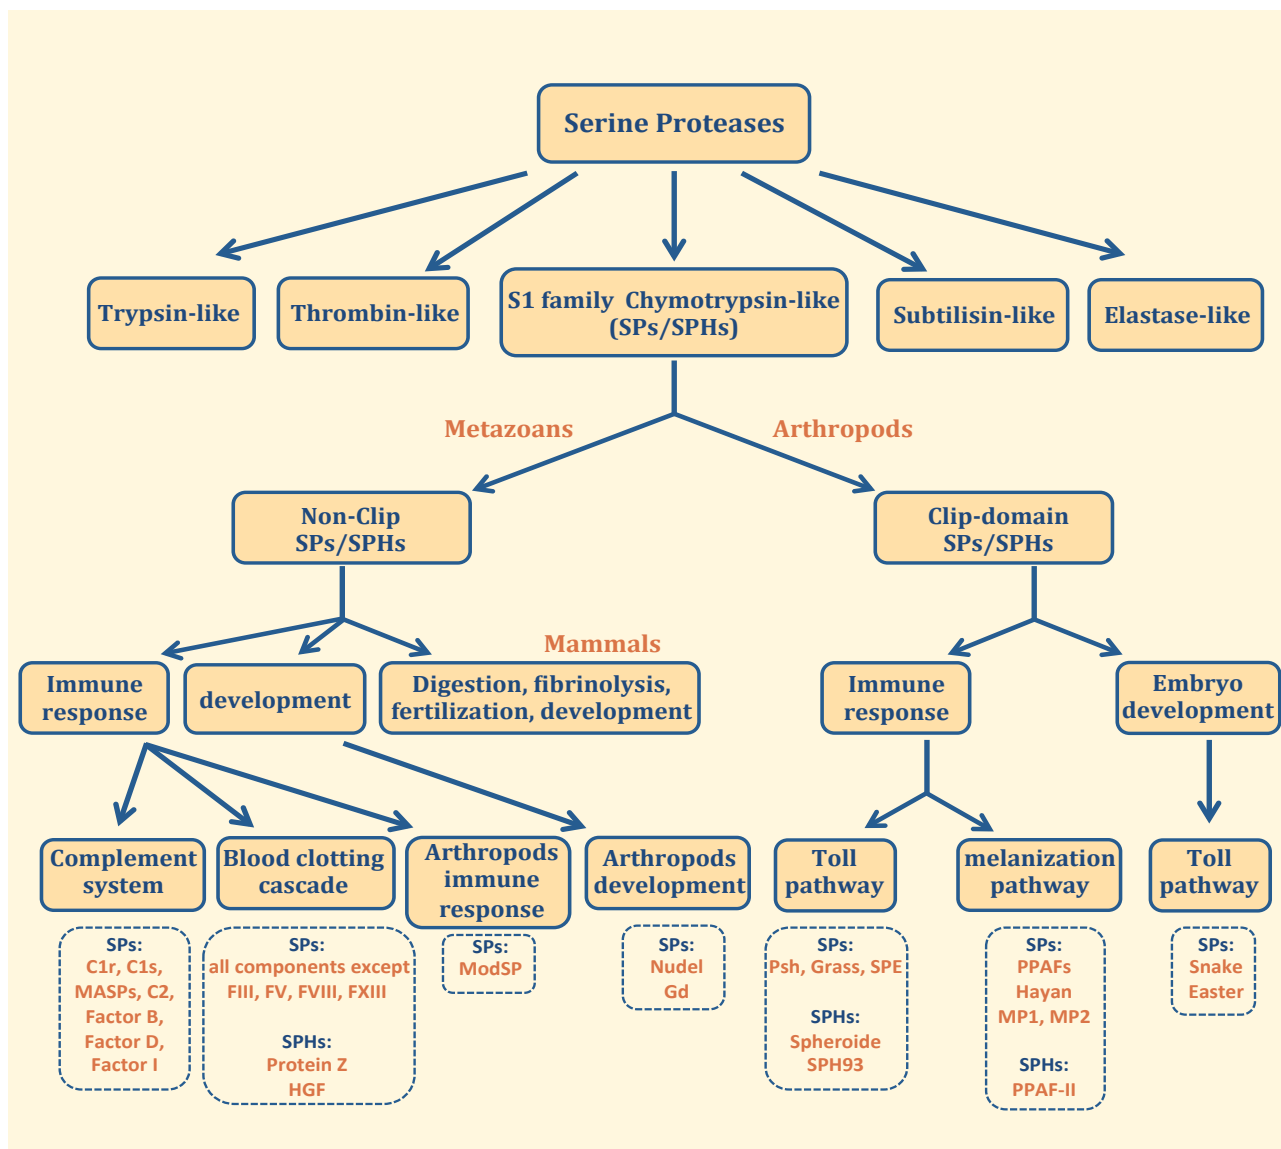 Serine Proteases
Trypsin-like
Thrombin-like
S1 family Chymotrypsin-like
(SPs/SPHs)
Subtilisin-like
Elastase-like
Metazoans
Arthropods
Non-Clip
SPs/SPHs
Clip-domain
SPs/SPHs
Mammals
Immune
response
development
Digestion, fibrinolysis,
fertilization, development
Immune
response
Embryo
development
Complement
system
Blood clotting
cascade
Arthropods
immune
response
Arthropods
development
Toll
pathway
melanization
pathway
Toll
pathway
SPs:
C1r, C1s,
MASPs, C2,
Factor B,
Factor D,
Factor I
SPs:
all components except
FIII, FV, FVIII, FXIII
SPHs:
Protein Z
HGF
SPs:
ModSP
SPs:
Nudel
Gd
SPs:
Psh, Grass, SPE
SPHs:
Spheroide
SPH93
SPs:
PPAFs
Hayan
MP1, MP2
SPHs:
PPAF-II
SPs:
Snake
Easter